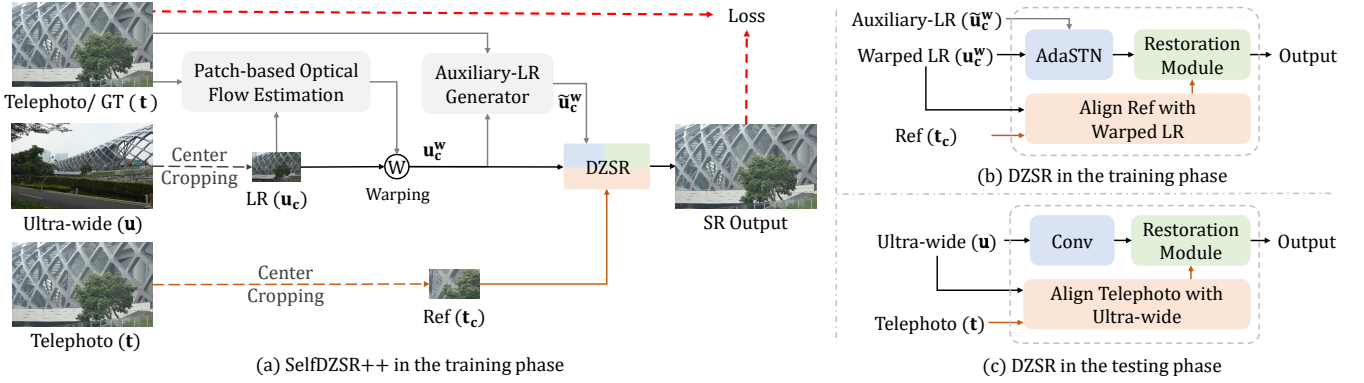 Loss
Telephoto/ GT (t)
Patch-based Optical
Flow Estimation
Auxiliary-LR
Generator
ũ_c^w
Center
Cropping
LR (u_c)
W
Warping
u_c^w
DZSR
SR Output
Ultra-wide (u)
Center
Cropping
Ref (t_c)
Telephoto (t)
(a) SelfDZSR++ in the training phase
Auxiliary-LR (ũ_c^w)
Warped LR (u_c^w)
AdaSTN
Restoration
Module
Output
Align Ref with
Warped LR
Ref (t_c)
(b) DZSR in the training phase
Ultra-wide (u)
Conv
Restoration
Module
Output
Align Telephoto with
Ultra-wide
Telephoto (t)
(c) DZSR in the testing phase